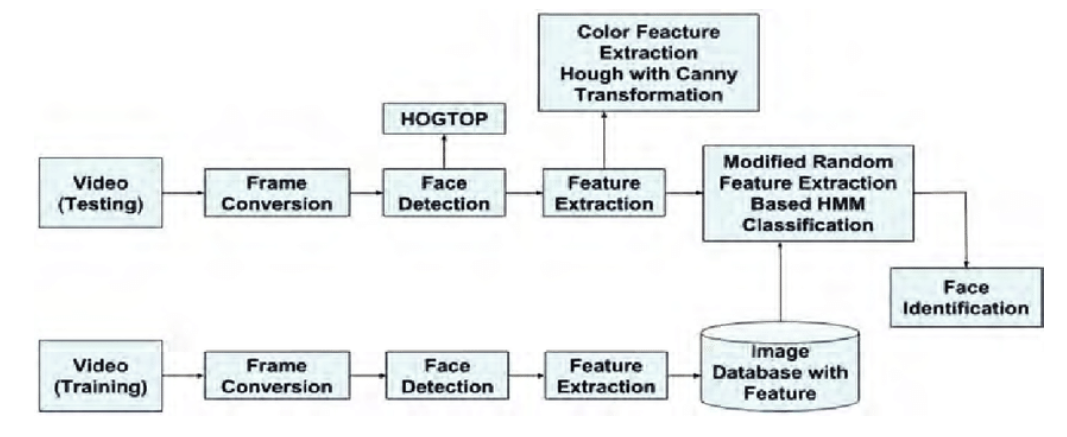 Color Feacture
Extraction
Hough with Canny
Transformation
HOGTOP
Video
(Testing)
Frame
Conversion
Face
Detection
Feature
Extraction
Modified Random
Feature Extraction
Based HMM
Classification
Face
Identification
Video
(Training)
Frame
Conversion
Face
Detection
Feature
Extraction
Image
Database with
Feature